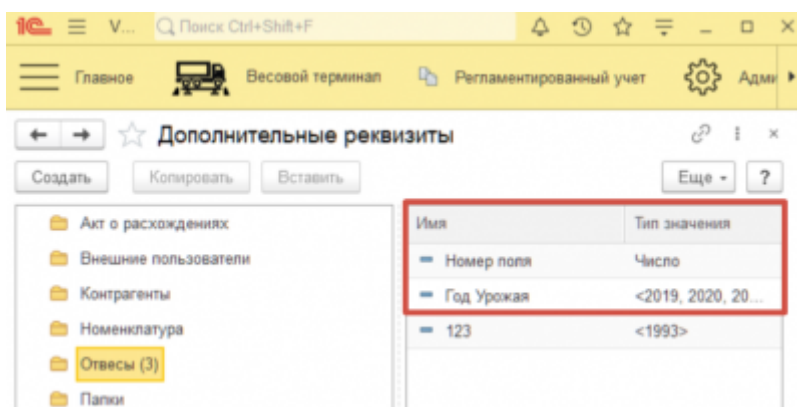 1С V... Поиск Ctrl+Shift+F
Главное Весовой терминал Регламентированный учет Адми
Дополнительные реквизиты
Создать Копировать Вставить Еще ?
Имя Тип значения
Акт о расхождениях
Внешние пользователи
Контрагенты
Номенклатура
Отвесы (3)
Папки
Номер поля Число
Год Урожая <2019, 2020, 20...
123 <1993>